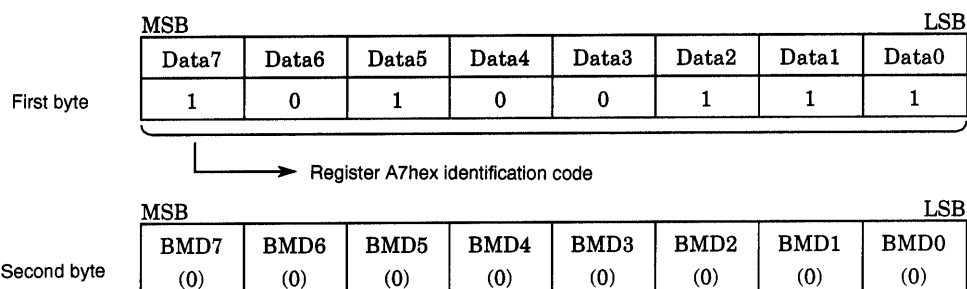 MSB LSB
Data7 Data6 Data5 Data4 Data3 Data2 Data1 Data0
First byte 1 0 1 0 0 1 1 1
Register A7hex identification code
MSB LSB
BMD7 BMD6 BMD5 BMD4 BMD3 BMD2 BMD1 BMD0
Second byte (0) (0) (0) (0) (0) (0) (0) (0)